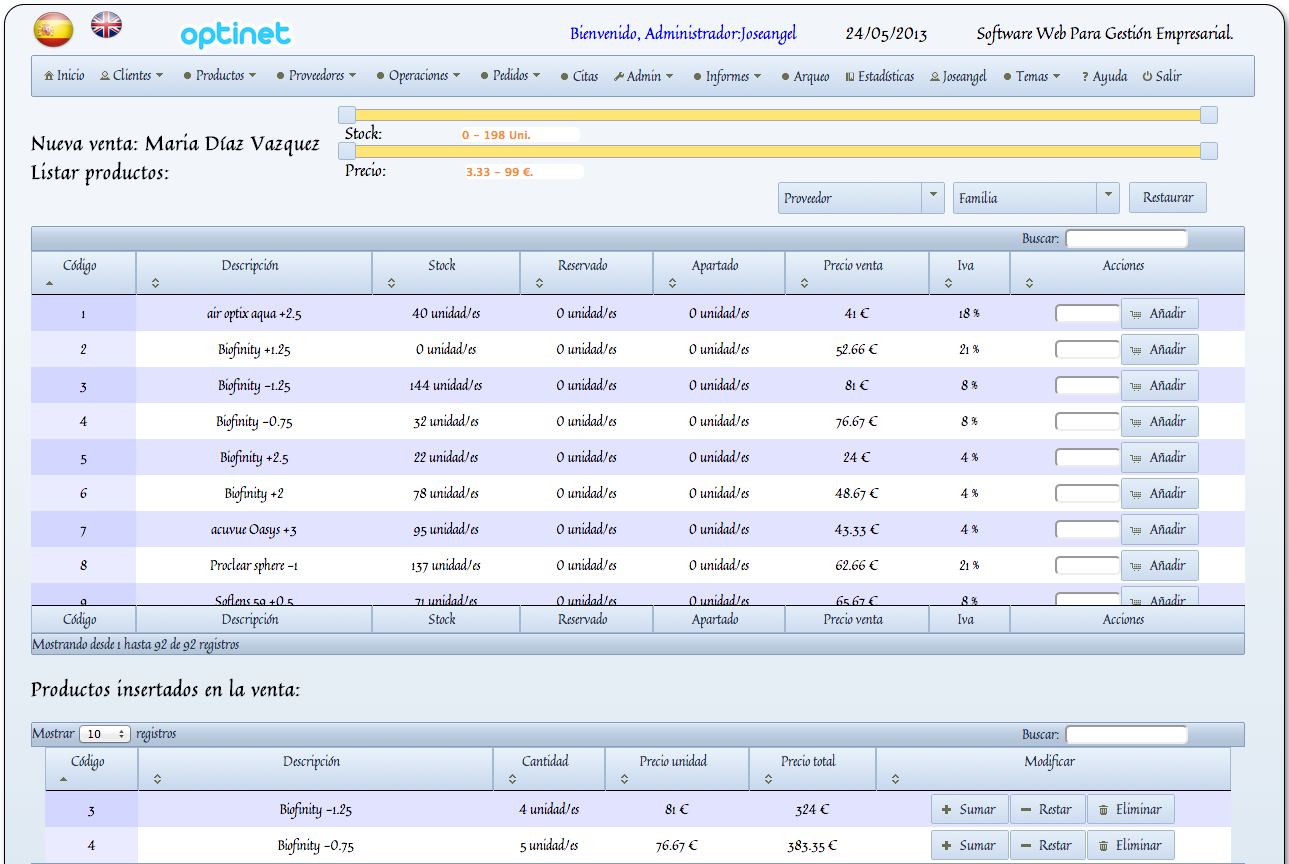 optinet
Bienvenido, Administrador:Joseangel 24/05/2013 Software Web Para Gestión Empresarial.
Inicio Clientes Productos Proveedores Operaciones Pedidos Citas Admin Informes Arqueo Estadísticas Joseangel Temas ? Ayuda Salir
Nueva venta: María Díaz Vazquez
Listar productos:
Stock: 0 - 198 Uni.
Precio: 3.33 - 99 €.
Proveedor Familia Restaurar
Buscar:
Código Descripción Stock Reservado Apartado Precio venta Iva Acciones
1 air optix aqua +2.5 40 unidad/es 0 unidad/es 0 unidad/es 41 € 18 % Añadir
2 Biofinity +1.25 0 unidad/es 0 unidad/es 0 unidad/es 52.66 € 21 % Añadir
3 Biofinity -1.25 144 unidad/es 0 unidad/es 0 unidad/es 81 € 8 % Añadir
4 Biofinity -0.75 32 unidad/es 0 unidad/es 0 unidad/es 76.67 € 8 % Añadir
5 Biofinity +2.5 22 unidad/es 0 unidad/es 0 unidad/es 24 € 4 % Añadir
6 Biofinity +2 78 unidad/es 0 unidad/es 0 unidad/es 48.67 € 4 % Añadir
7 acuvue Oasys +3 95 unidad/es 0 unidad/es 0 unidad/es 43.33 € 4 % Añadir
8 Proclear sphere -1 137 unidad/es 0 unidad/es 0 unidad/es 62.66 € 21 % Añadir
9 Soflens 59 +0.5 71 unidad/es 0 unidad/es 0 unidad/es 65.67 € 8 % Añadir
Código Descripción Stock Reservado Apartado Precio venta Iva Acciones
Mostrando desde 1 hasta 92 de 92 registros
Productos insertados en la venta:
Mostrar 10 registros Buscar:
Código Descripción Cantidad Precio unidad Precio total Modificar
3 Biofinity -1.25 4 unidad/es 81 € 324 € Sumar Restar Eliminar
4 Biofinity -0.75 5 unidad/es 76.67 € 383.35 € Sumar Restar Eliminar